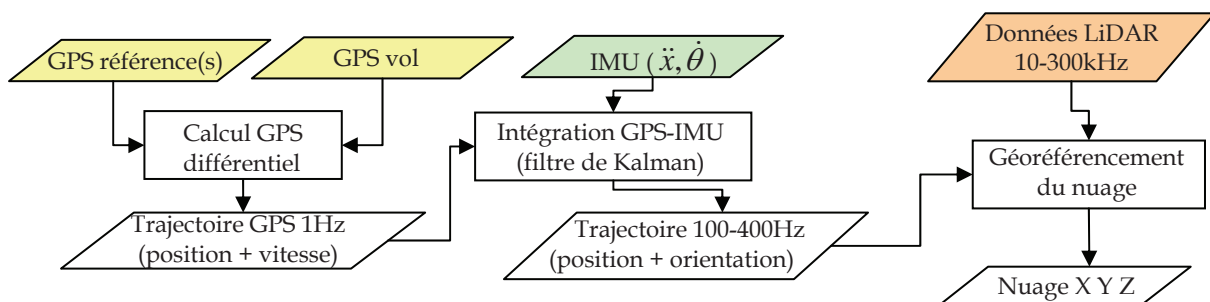 GPS référence(s)
GPS vol
IMU ( ẍ, θ̇ )
Données LiDAR
10-300kHz
Calcul GPS
différentiel
Intégration GPS-IMU
(filtre de Kalman)
Géoréférencement
du nuage
Trajectoire GPS 1Hz
(position + vitesse)
Trajectoire 100-400Hz
(position + orientation)
Nuage X Y Z